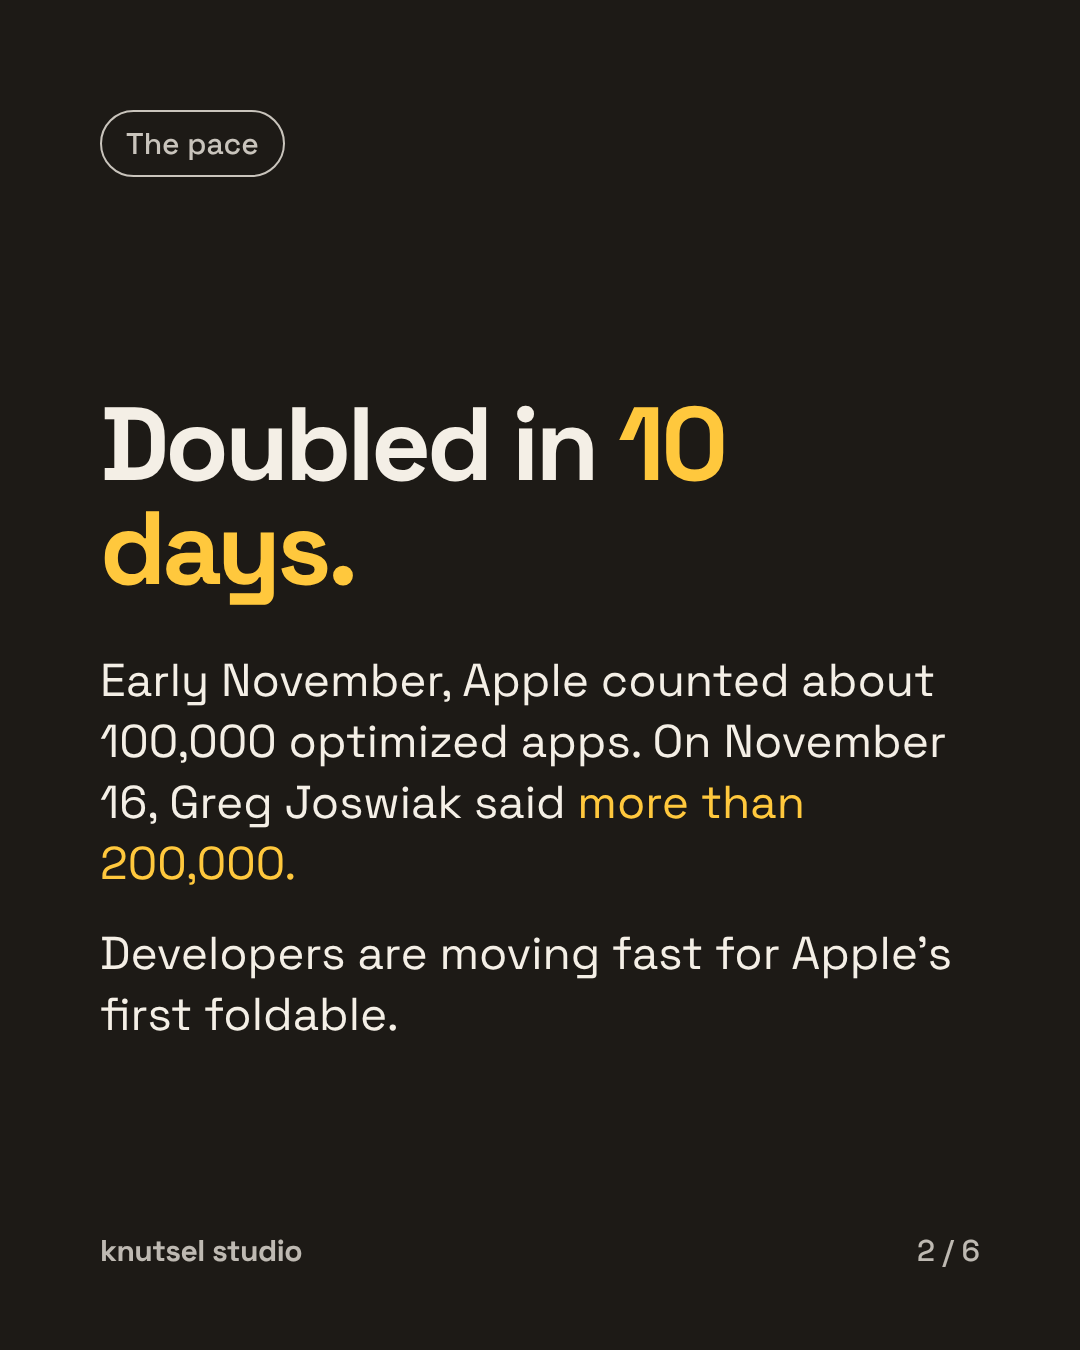 The pace
Doubled in 10
days.
Early November, Apple counted about
100,000 optimized apps. On November
16, Greg Joswiak said more than
200,000.
Developers are moving fast for Apple’s
first foldable.
knutsel studio
2 / 6